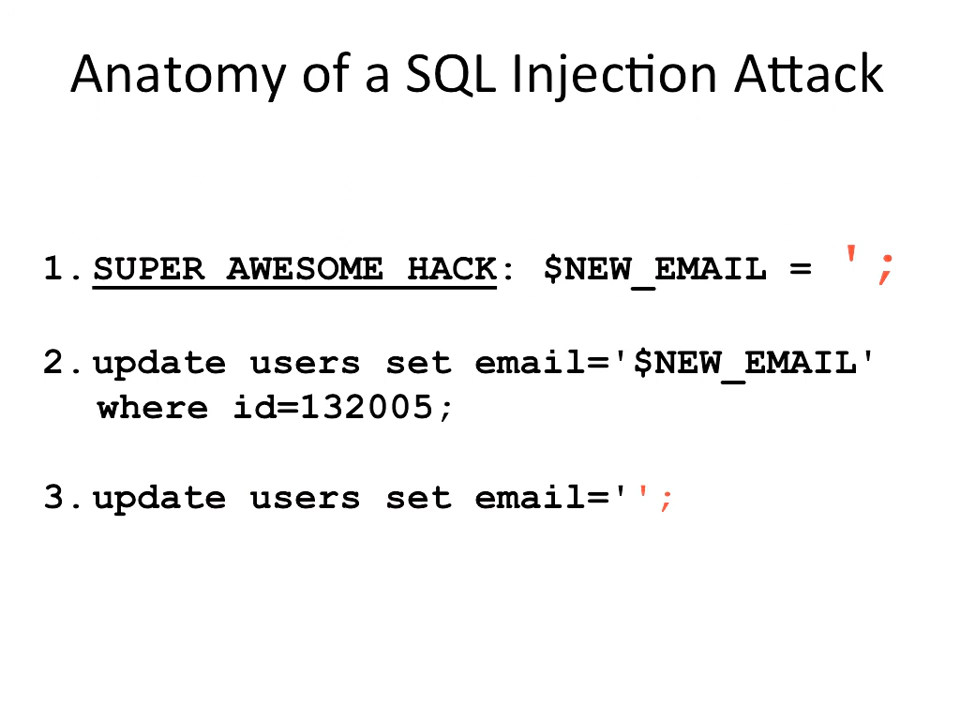 Anatomy of a SQL Injection Attack
1. SUPER AWESOME HACK: $NEW_EMAIL = ';
2. update users set email='$NEW_EMAIL'
where id=132005;
3. update users set email='';